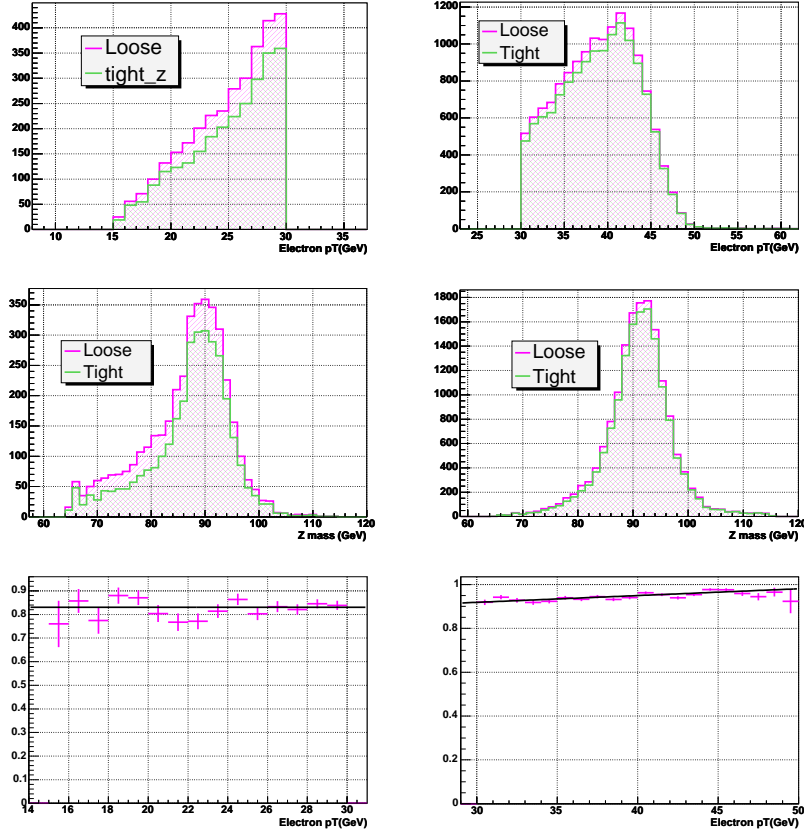 400
350
300
250
200
150
100
50
0
Loose
tight_z
10 15 20 25 30 35
Electron pT(GeV)
1200
1000
800
600
400
200
0
Loose
Tight
25 30 35 40 45 50 55 60
Electron pT(GeV)
350
300
250
200
150
100
50
0
Loose
Tight
60 70 80 90 100 110 120
Z mass (GeV)
1800
1600
1400
1200
1000
800
600
400
200
0
Loose
Tight
60 70 80 90 100 110 120
Z mass (GeV)
0.9
0.8
0.7
0.6
0.5
0.4
0.3
0.2
0.1
0
14 16 18 20 22 24 26 28 30
Electron pT(GeV)
1
0.8
0.6
0.4
0.2
0
30 35 40 45 50
Electron pT(GeV)